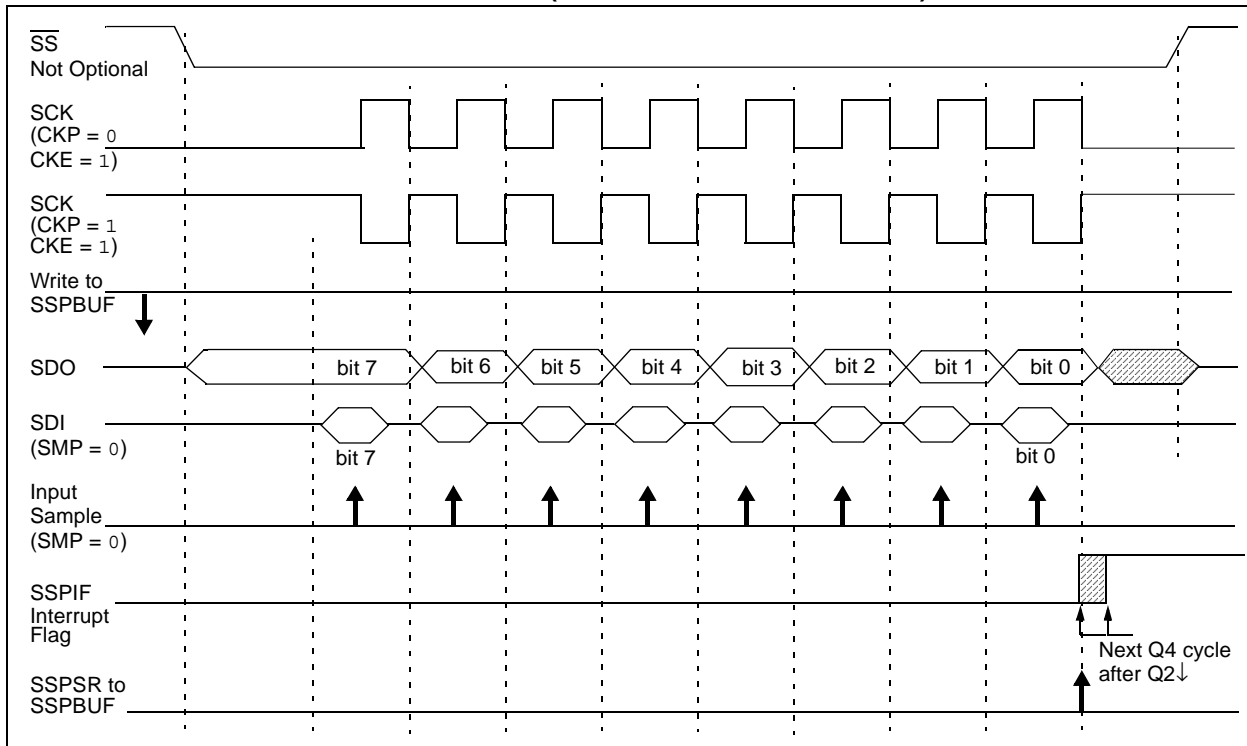 SS
Not Optional
SCK
(CKP = 0
CKE = 1)
SCK
(CKP = 1
CKE = 1)
Write to
SSPBUF
SDO
bit 7 bit 6 bit 5 bit 4 bit 3 bit 2 bit 1 bit 0
SDI
(SMP = 0)
bit 7 bit 0
Input
Sample
(SMP = 0)
SSPIF
Interrupt
Flag
Next Q4 cycle
after Q2↓
SSPSR to
SSPBUF